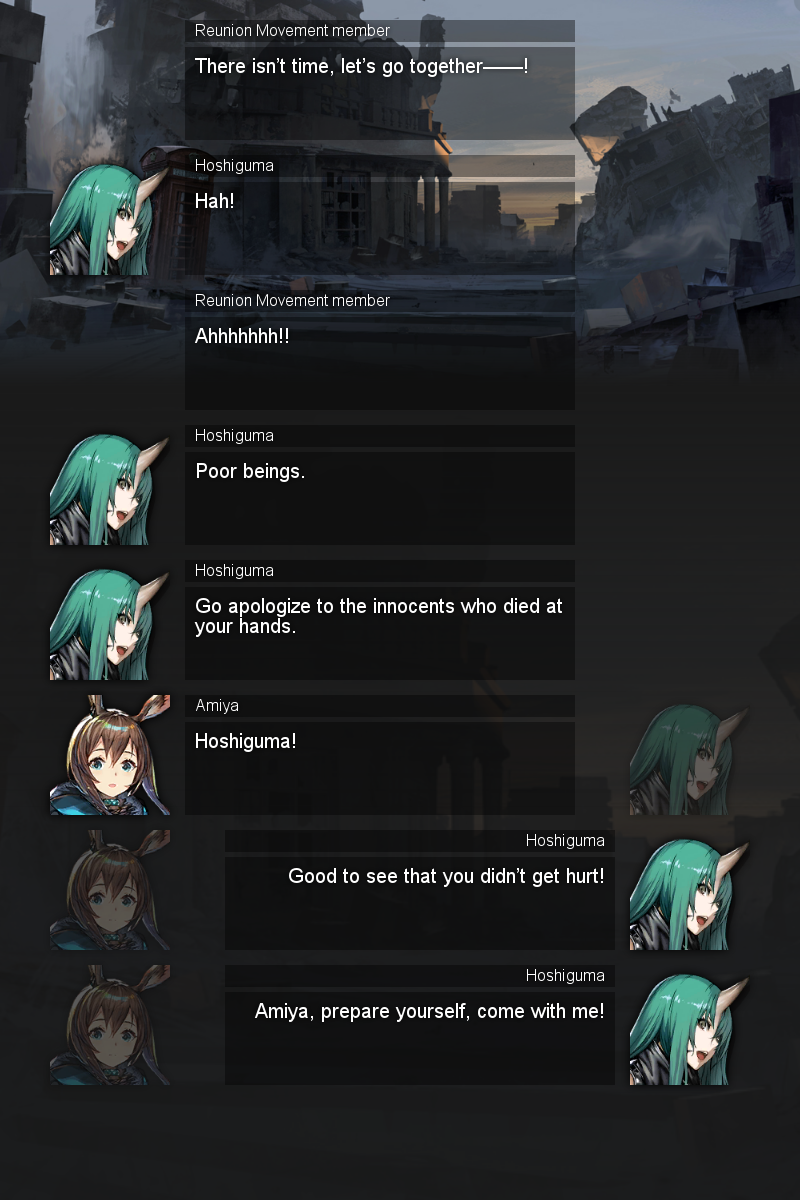 Reunion Movement member
There isn't time, let's go together——!
Hoshiguma
Hah!
Reunion Movement member
Ahhhhhhh!!
Hoshiguma
Poor beings.
Hoshiguma
Go apologize to the innocents who died at
your hands.
Amiya
Hoshiguma!
Hoshiguma
Good to see that you didn't get hurt!
Hoshiguma
Amiya, prepare yourself, come with me!